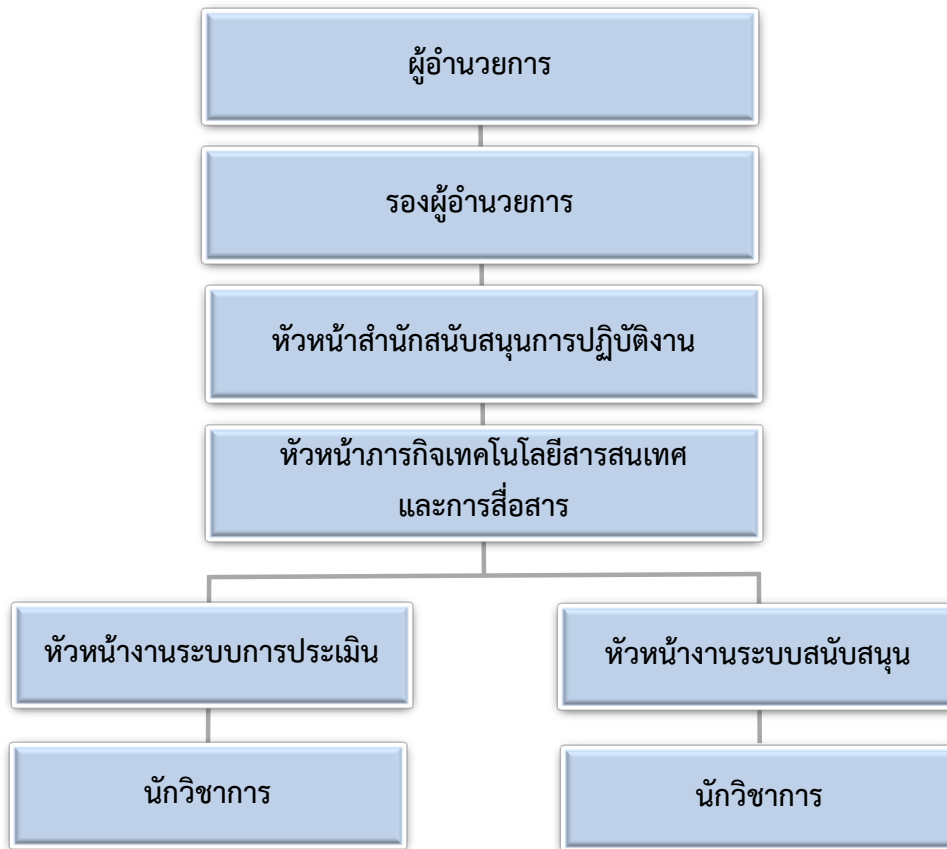 ผู้อำนวยการ
รองผู้อำนวยการ
หัวหน้าสำนักสนับสนุนการปฏิบัติงาน
หัวหน้าภารกิจเทคโนโลยีสารสนเทศ
และการสื่อสาร
หัวหน้างานระบบการประเมิน
หัวหน้างานระบบสนับสนุน
นักวิชาการ
นักวิชาการ